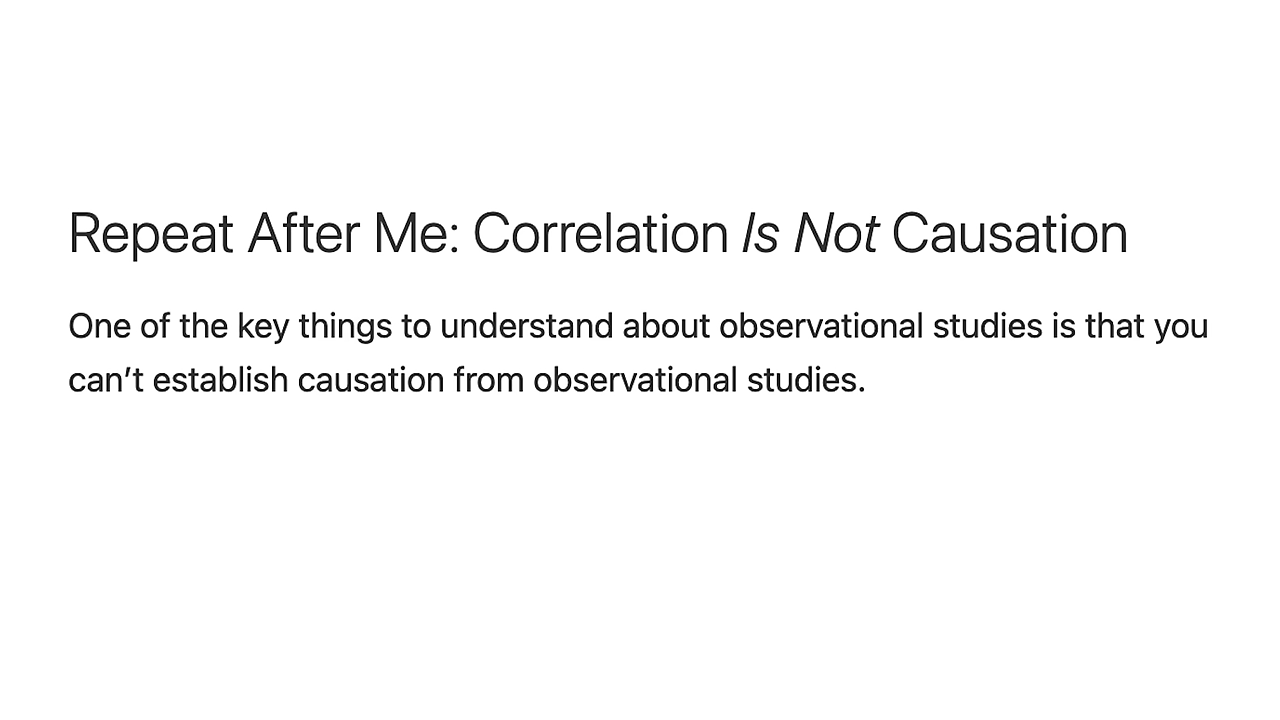 Repeat After Me: Correlation Is Not Causation
One of the key things to understand about observational studies is that you
can’t establish causation from observational studies.